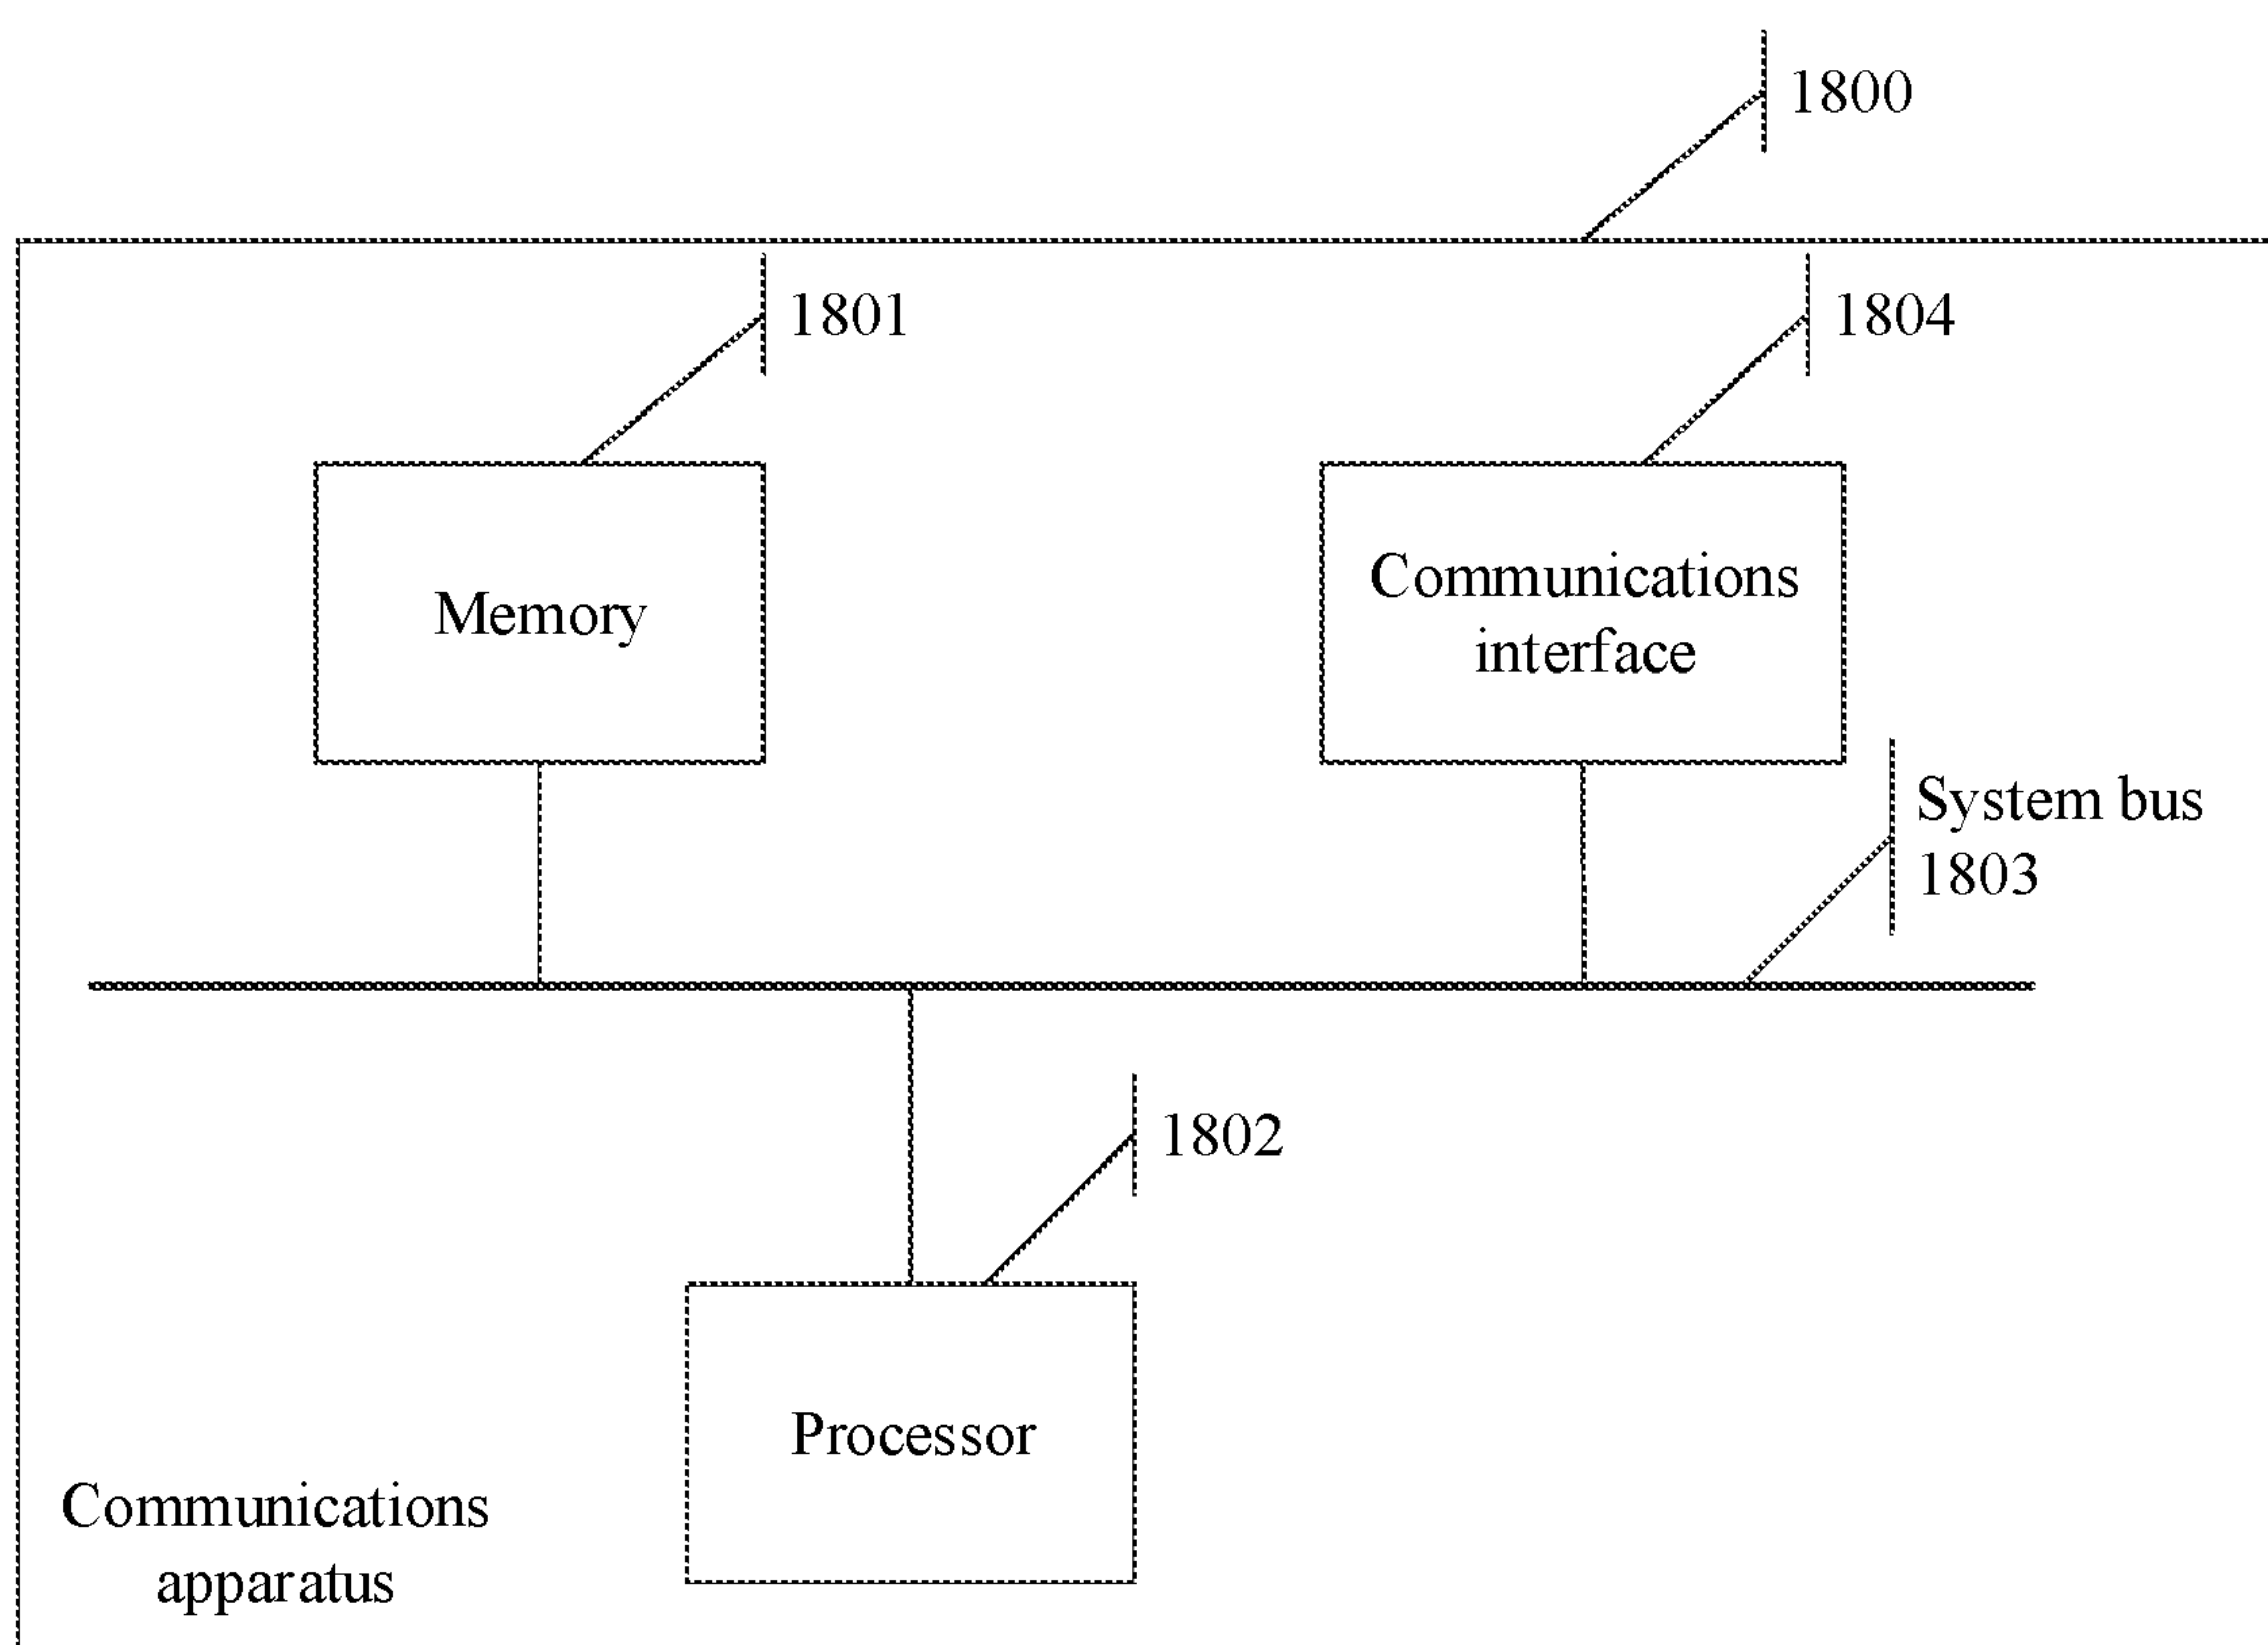 1800
1801
1804
Memory
Communications
interface
System bus
1803
1802
Processor
Communications
apparatus